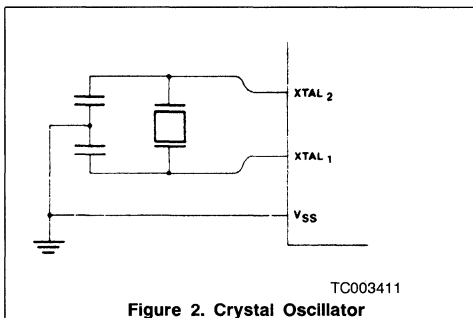 XTAL 2
XTAL 1
VSS
TC003411
Figure 2. Crystal Oscillator